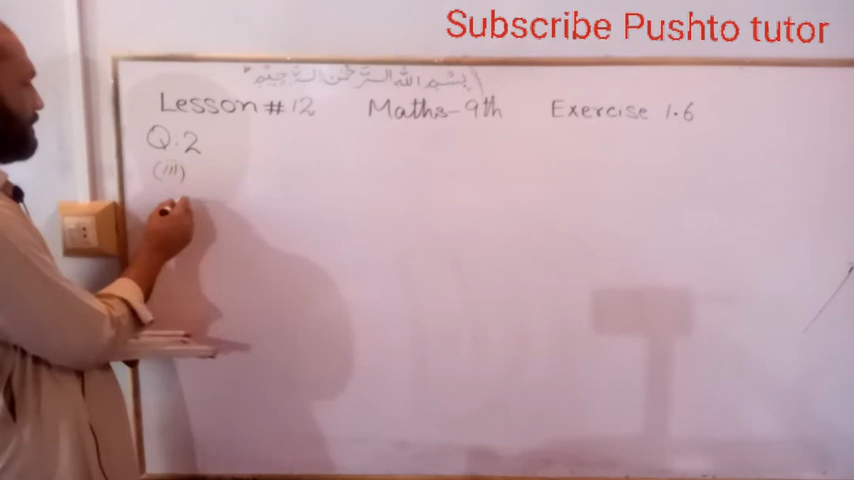 Subscribe Pushto tutor
بسم الله الرحمن الرحيم
Lesson # 12 Maths-9th Exercise 1.6
Q.2
(iii)